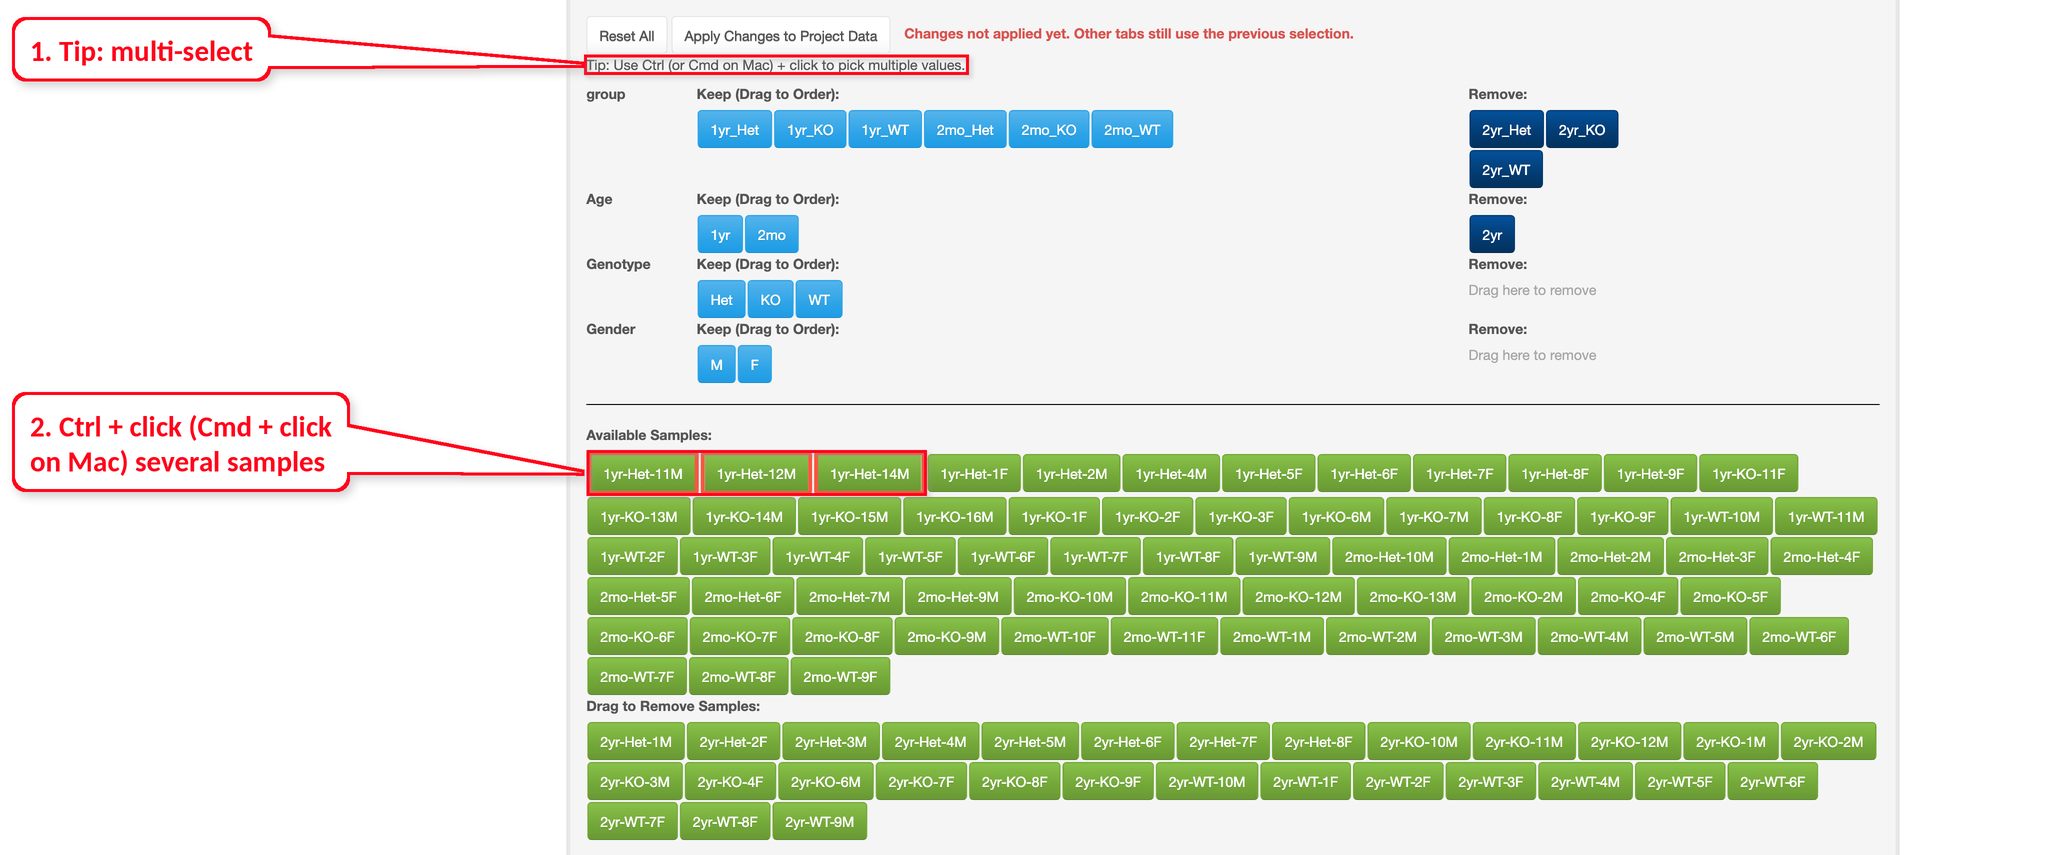 1. Tip: multi-select
Reset All Apply Changes to Project Data Changes not applied yet. Other tabs still use the previous selection.
Tip: Use Ctrl (or Cmd on Mac) + click to pick multiple values.
group Keep (Drag to Order): Remove:
1yr_Het 1yr_KO 1yr_WT 2mo_Het 2mo_KO 2mo_WT 2yr_Het 2yr_KO
2yr_WT
Age Keep (Drag to Order): Remove:
1yr 2mo 2yr
Genotype Keep (Drag to Order): Remove:
Het KO WT Drag here to remove
Gender Keep (Drag to Order): Remove:
M F Drag here to remove
2. Ctrl + click (Cmd + click
on Mac) several samples
Available Samples:
1yr-Het-11M 1yr-Het-12M 1yr-Het-14M 1yr-Het-1F 1yr-Het-2M 1yr-Het-4M 1yr-Het-5F 1yr-Het-6F 1yr-Het-7F 1yr-Het-8F 1yr-Het-9F 1yr-KO-11F
1yr-KO-13M 1yr-KO-14M 1yr-KO-15M 1yr-KO-16M 1yr-KO-1F 1yr-KO-2F 1yr-KO-3F 1yr-KO-6M 1yr-KO-7M 1yr-KO-8F 1yr-KO-9F 1yr-WT-10M 1yr-WT-11M
1yr-WT-2F 1yr-WT-3F 1yr-WT-4F 1yr-WT-5F 1yr-WT-6F 1yr-WT-7F 1yr-WT-8F 1yr-WT-9M 2mo-Het-10M 2mo-Het-1M 2mo-Het-2M 2mo-Het-3F 2mo-Het-4F
2mo-Het-5F 2mo-Het-6F 2mo-Het-7M 2mo-Het-9M 2mo-KO-10M 2mo-KO-11M 2mo-KO-12M 2mo-KO-13M 2mo-KO-2M 2mo-KO-4F 2mo-KO-5F
2mo-KO-6F 2mo-KO-7F 2mo-KO-8F 2mo-KO-9M 2mo-WT-10F 2mo-WT-11F 2mo-WT-1M 2mo-WT-2M 2mo-WT-3M 2mo-WT-4M 2mo-WT-5M 2mo-WT-6F
2mo-WT-7F 2mo-WT-8F 2mo-WT-9F
Drag to Remove Samples:
2yr-Het-1M 2yr-Het-2F 2yr-Het-3M 2yr-Het-4M 2yr-Het-5M 2yr-Het-6F 2yr-Het-7F 2yr-Het-8F 2yr-KO-10M 2yr-KO-11M 2yr-KO-12M 2yr-KO-1M 2yr-KO-2M
2yr-KO-3M 2yr-KO-4F 2yr-KO-6M 2yr-KO-7F 2yr-KO-8F 2yr-KO-9F 2yr-WT-10M 2yr-WT-1F 2yr-WT-2F 2yr-WT-3F 2yr-WT-4M 2yr-WT-5F 2yr-WT-6F
2yr-WT-7F 2yr-WT-8F 2yr-WT-9M